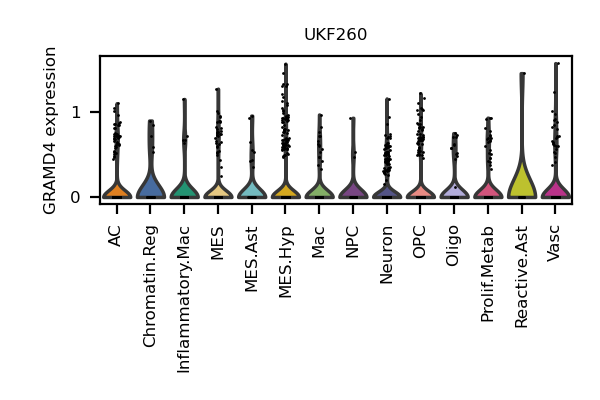 UKF260
GRAMD4 expression
1
0
AC
Chromatin.Reg
Inflammatory.Mac
MES
MES.Ast
MES.Hyp
Mac
NPC
Neuron
OPC
Oligo
Prolif.Metab
Reactive.Ast
Vasc